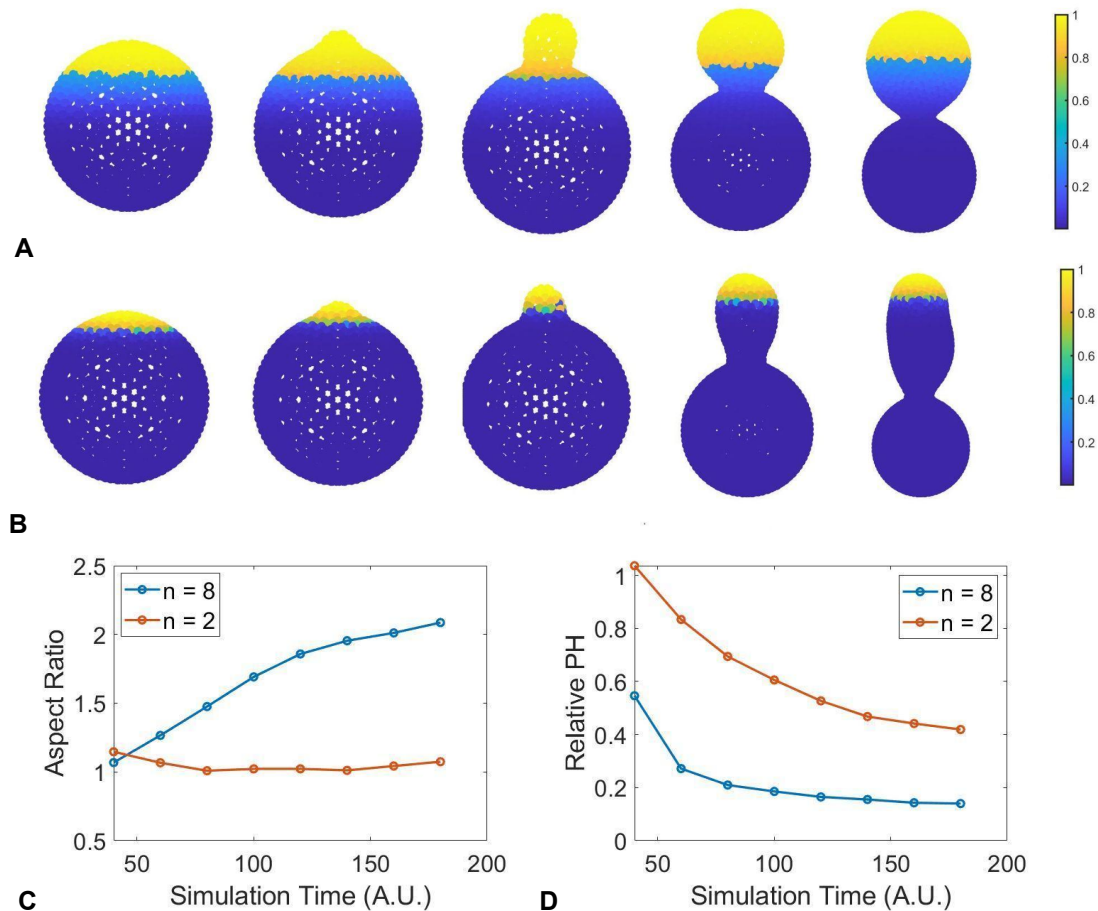 1
0.8
0.6
0.4
0.2
A
1
0.8
0.6
0.4
0.2
B
2.5
2
1.5
1
0.5
Aspect Ratio
n = 8
n = 2
50
100
150
200
Simulation Time (A.U.)
C
1
0.8
0.6
0.4
0.2
0
Relative PH
n = 8
n = 2
50
100
150
200
Simulation Time (A.U.)
D